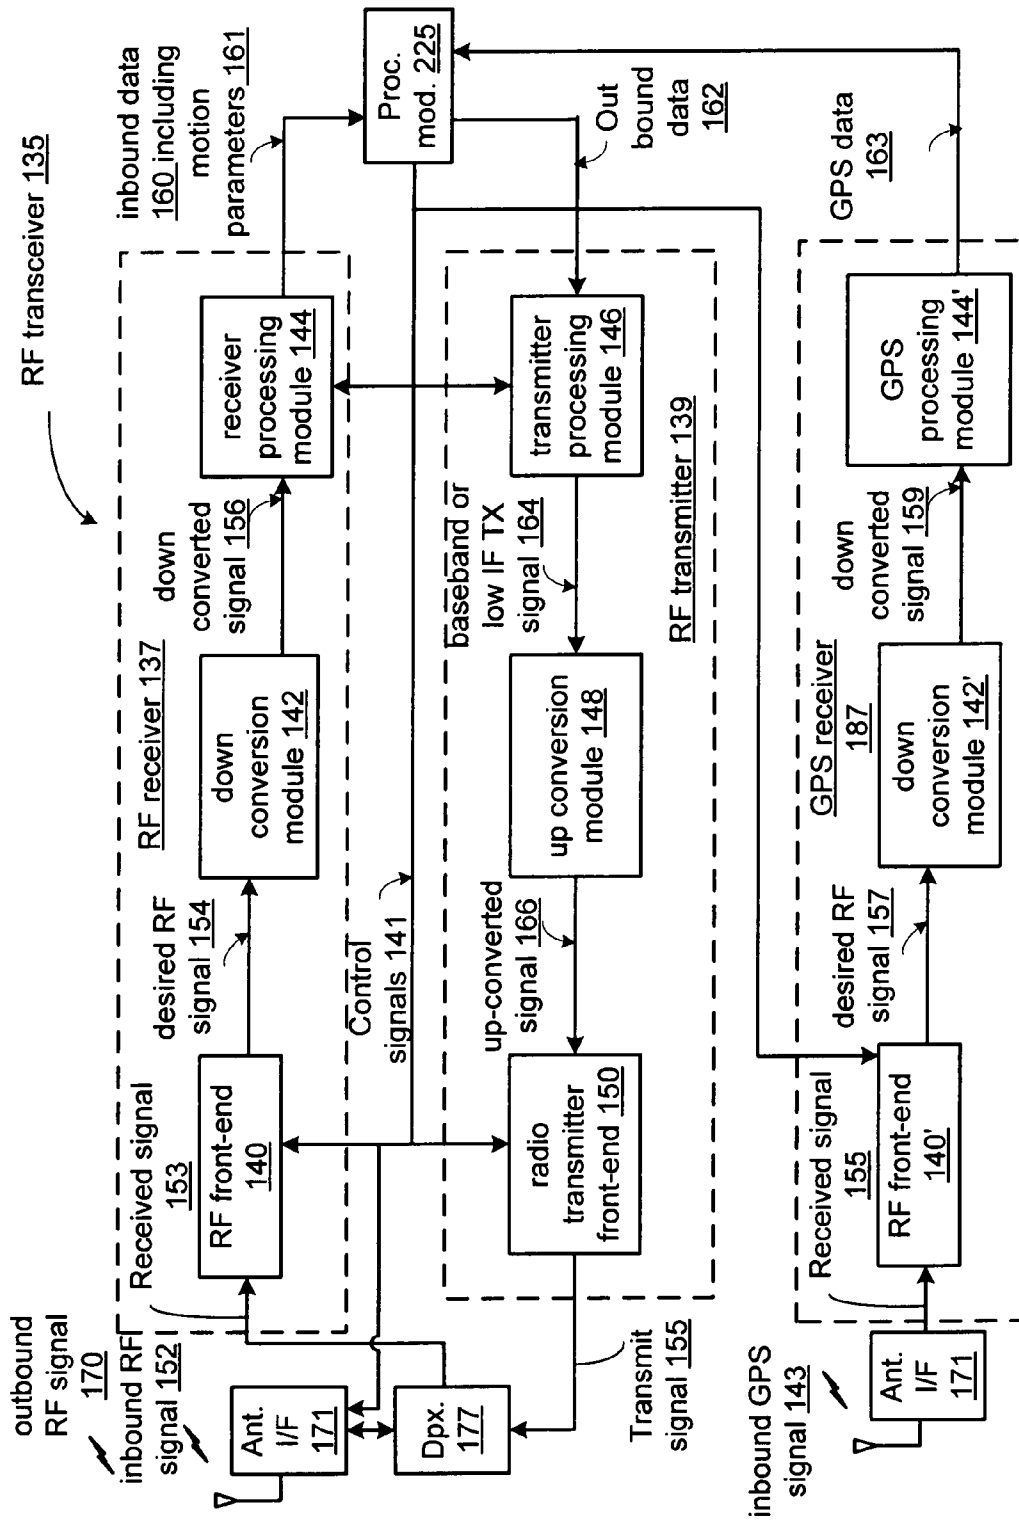 RF transceiver 135
outbound
RF signal
170
inbound RF
signal 152
Ant.
I/F
171
Dpx.
177
Received signal
153
RF front-end
140
desired RF
signal 154
RF receiver 137
down
conversion
module 142
down
converted
signal 156
receiver
processing
module 144
inbound data
160 including
motion
parameters 161
Proc.
mod. 225
Control
signals 141
Out
bound
data
162
transmitter
processing
module 146
baseband or
low IF TX
signal 164
RF transmitter 139
up conversion
module 148
up-converted
signal 166
radio
transmitter
front-end 150
Transmit
signal 155
inbound GPS
signal 143
Ant.
I/F
171
Received signal
155
RF front-end
140'
desired RF
signal 157
GPS receiver
187
down
conversion
module 142'
down
converted
signal 159
GPS
processing
module 144'
GPS data
163